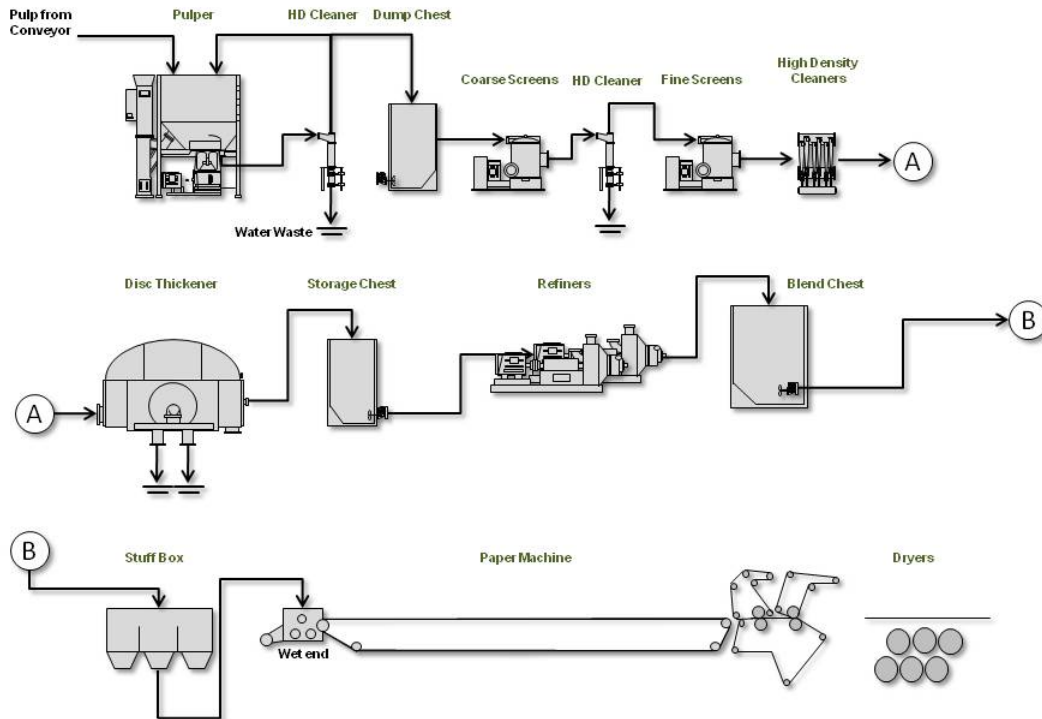 Pulp from
Conveyor
Pulper
HD Cleaner
Dump Chest
Coarse Screens
HD Cleaner
Fine Screens
High Density
Cleaners
A
Water Waste
Disc Thickener
Storage Chest
Refiners
Blend Chest
B
A
B
Stuff Box
Paper Machine
Dryers
Wet end